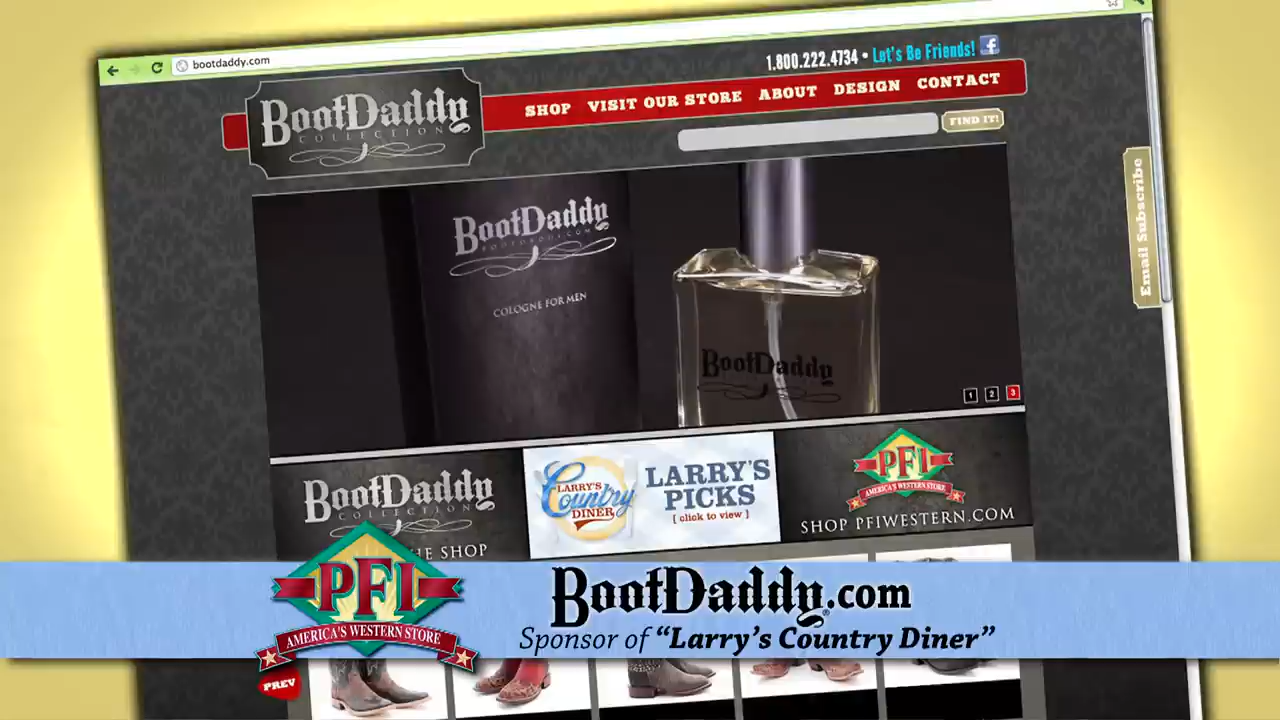 bootdaddy.com
1.800.222.4734 • Let's Be Friends!
BootDaddy
COLLECTION
SHOP VISIT OUR STORE ABOUT DESIGN CONTACT
FIND IT!
Email Subscribe
BootDaddy
BOOTDADDY.COM
COLOGNE FOR MEN
BootDaddy
1 2 3
BootDaddy
COLLECTION
HE SHOP
LARRY'S
Country
DINER
LARRY'S
PICKS
[ click to view ]
PFI
AMERICA'S WESTERN STORE
SHOP PFIWESTERN.COM
PFI
AMERICA'S WESTERN STORE
BootDaddy®.com
Sponsor of “Larry’s Country Diner”
PREV